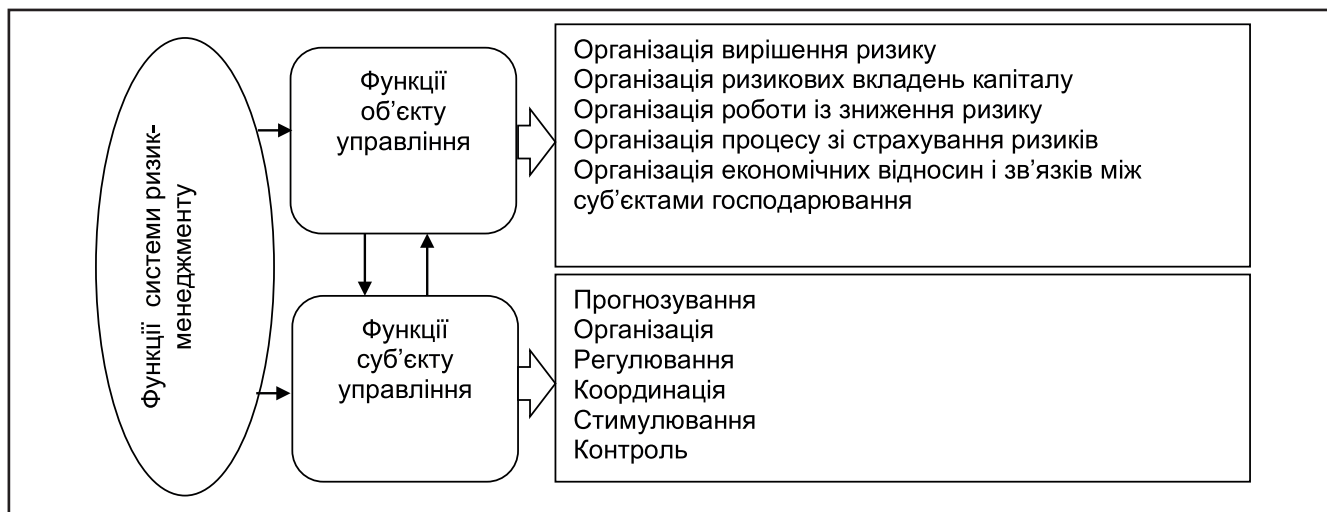 Функції системи ризик-
менеджменту
Функції
об’єкту
управління
Організація вирішення ризику
Організація ризикових вкладень капіталу
Організація роботи із зниження ризику
Організація процесу зі страхування ризиків
Організація економічних відносин і зв’язків між
суб’єктами господарювання
Функції
суб’єкту
управління
Прогнозування
Організація
Регулювання
Координація
Стимулювання
Контроль